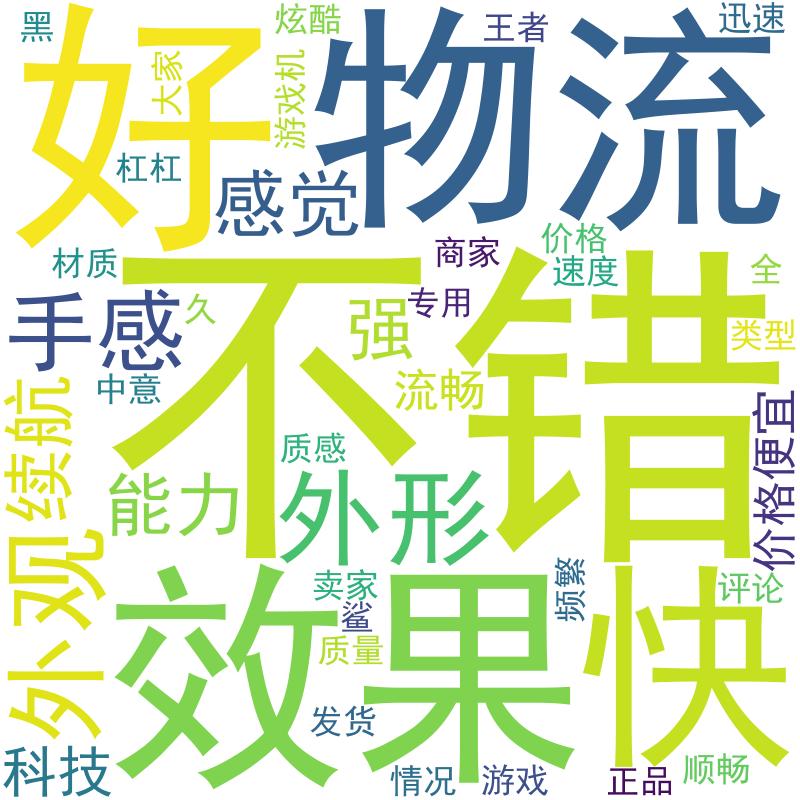 黑
好
大家
炫酷
游戏机
物流
王者
迅速
杠杠
感觉
材质
商家
价格
速度
全
手感
久
不错
强
专用
类型
中意
流畅
续航
质感
价格便宜
能力
外形
外观
效果
快
卖家
鲨
频繁
评论
质量
发货
科技
情况
游戏
正品
顺畅